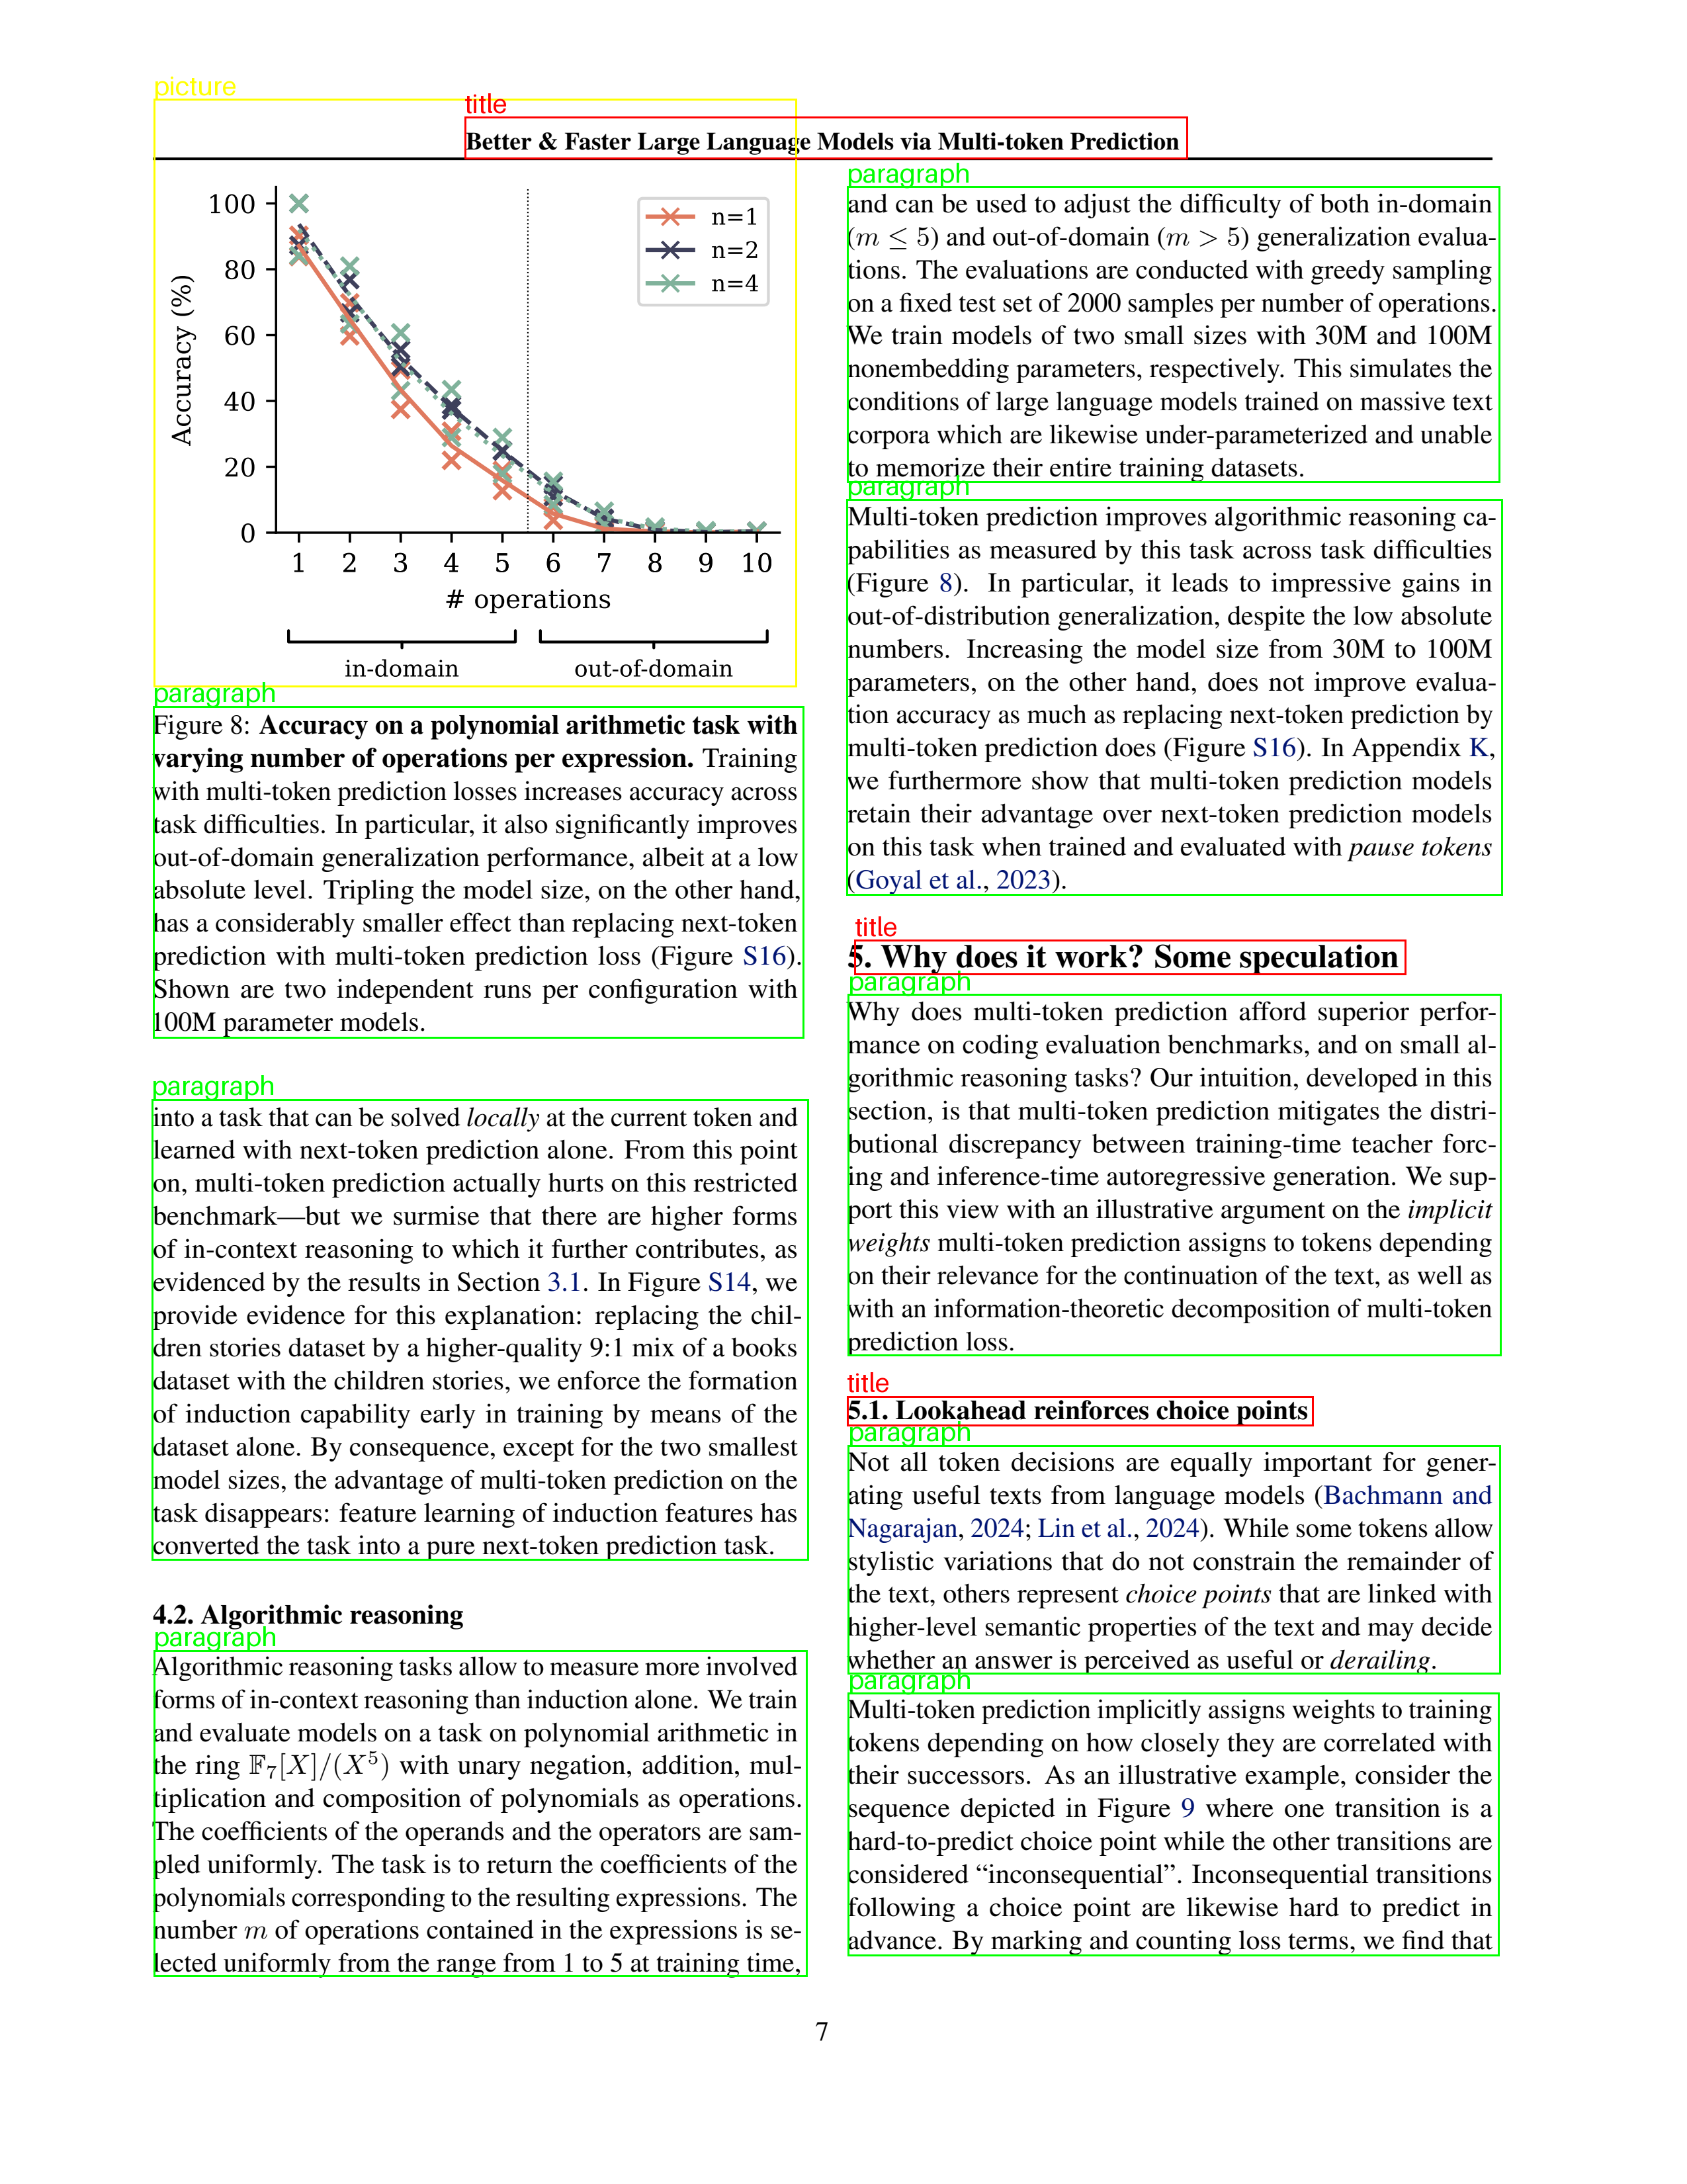 picture
title
Better & Faster Large Language Models via Multi-token Prediction
100
80
60
40
20
0
Accuracy (%)
n=1
n=2
n=4
1 2 3 4 5 6 7 8 9 10
# operations
in-domain out-of-domain
paragraph
Figure 8: Accuracy on a polynomial arithmetic task with
varying number of operations per expression. Training
with multi-token prediction losses increases accuracy across
task difficulties. In particular, it also significantly improves
out-of-domain generalization performance, albeit at a low
absolute level. Tripling the model size, on the other hand,
has a considerably smaller effect than replacing next-token
prediction with multi-token prediction loss (Figure S16).
Shown are two independent runs per configuration with
100M parameter models.
paragraph
into a task that can be solved locally at the current token and
learned with next-token prediction alone. From this point
on, multi-token prediction actually hurts on this restricted
benchmark—but we surmise that there are higher forms
of in-context reasoning to which it further contributes, as
evidenced by the results in Section 3.1. In Figure S14, we
provide evidence for this explanation: replacing the chil-
dren stories dataset by a higher-quality 9:1 mix of a books
dataset with the children stories, we enforce the formation
of induction capability early in training by means of the
dataset alone. By consequence, except for the two smallest
model sizes, the advantage of multi-token prediction on the
task disappears: feature learning of induction features has
converted the task into a pure next-token prediction task.
4.2. Algorithmic reasoning
paragraph
Algorithmic reasoning tasks allow to measure more involved
forms of in-context reasoning than induction alone. We train
and evaluate models on a task on polynomial arithmetic in
the ring 𝔽₇[X]/(X⁵) with unary negation, addition, mul-
tiplication and composition of polynomials as operations.
The coefficients of the operands and the operators are sam-
pled uniformly. The task is to return the coefficients of the
polynomials corresponding to the resulting expressions. The
number m of operations contained in the expressions is se-
lected uniformly from the range from 1 to 5 at training time,
paragraph
and can be used to adjust the difficulty of both in-domain
(m ≤ 5) and out-of-domain (m > 5) generalization evalua-
tions. The evaluations are conducted with greedy sampling
on a fixed test set of 2000 samples per number of operations.
We train models of two small sizes with 30M and 100M
nonembedding parameters, respectively. This simulates the
conditions of large language models trained on massive text
corpora which are likewise under-parameterized and unable
to memorize their entire training datasets.
paragraph
Multi-token prediction improves algorithmic reasoning ca-
pabilities as measured by this task across task difficulties
(Figure 8). In particular, it leads to impressive gains in
out-of-distribution generalization, despite the low absolute
numbers. Increasing the model size from 30M to 100M
parameters, on the other hand, does not improve evalua-
tion accuracy as much as replacing next-token prediction by
multi-token prediction does (Figure S16). In Appendix K,
we furthermore show that multi-token prediction models
retain their advantage over next-token prediction models
on this task when trained and evaluated with pause tokens
(Goyal et al., 2023).
title
5. Why does it work? Some speculation
paragraph
Why does multi-token prediction afford superior perfor-
mance on coding evaluation benchmarks, and on small al-
gorithmic reasoning tasks? Our intuition, developed in this
section, is that multi-token prediction mitigates the distri-
butional discrepancy between training-time teacher forc-
ing and inference-time autoregressive generation. We sup-
port this view with an illustrative argument on the implicit
weights multi-token prediction assigns to tokens depending
on their relevance for the continuation of the text, as well as
with an information-theoretic decomposition of multi-token
prediction loss.
title
5.1. Lookahead reinforces choice points
paragraph
Not all token decisions are equally important for gener-
ating useful texts from language models (Bachmann and
Nagarajan, 2024; Lin et al., 2024). While some tokens allow
stylistic variations that do not constrain the remainder of
the text, others represent choice points that are linked with
higher-level semantic properties of the text and may decide
whether an answer is perceived as useful or derailing.
paragraph
Multi-token prediction implicitly assigns weights to training
tokens depending on how closely they are correlated with
their successors. As an illustrative example, consider the
sequence depicted in Figure 9 where one transition is a
hard-to-predict choice point while the other transitions are
considered “inconsequential”. Inconsequential transitions
following a choice point are likewise hard to predict in
advance. By marking and counting loss terms, we find that
7